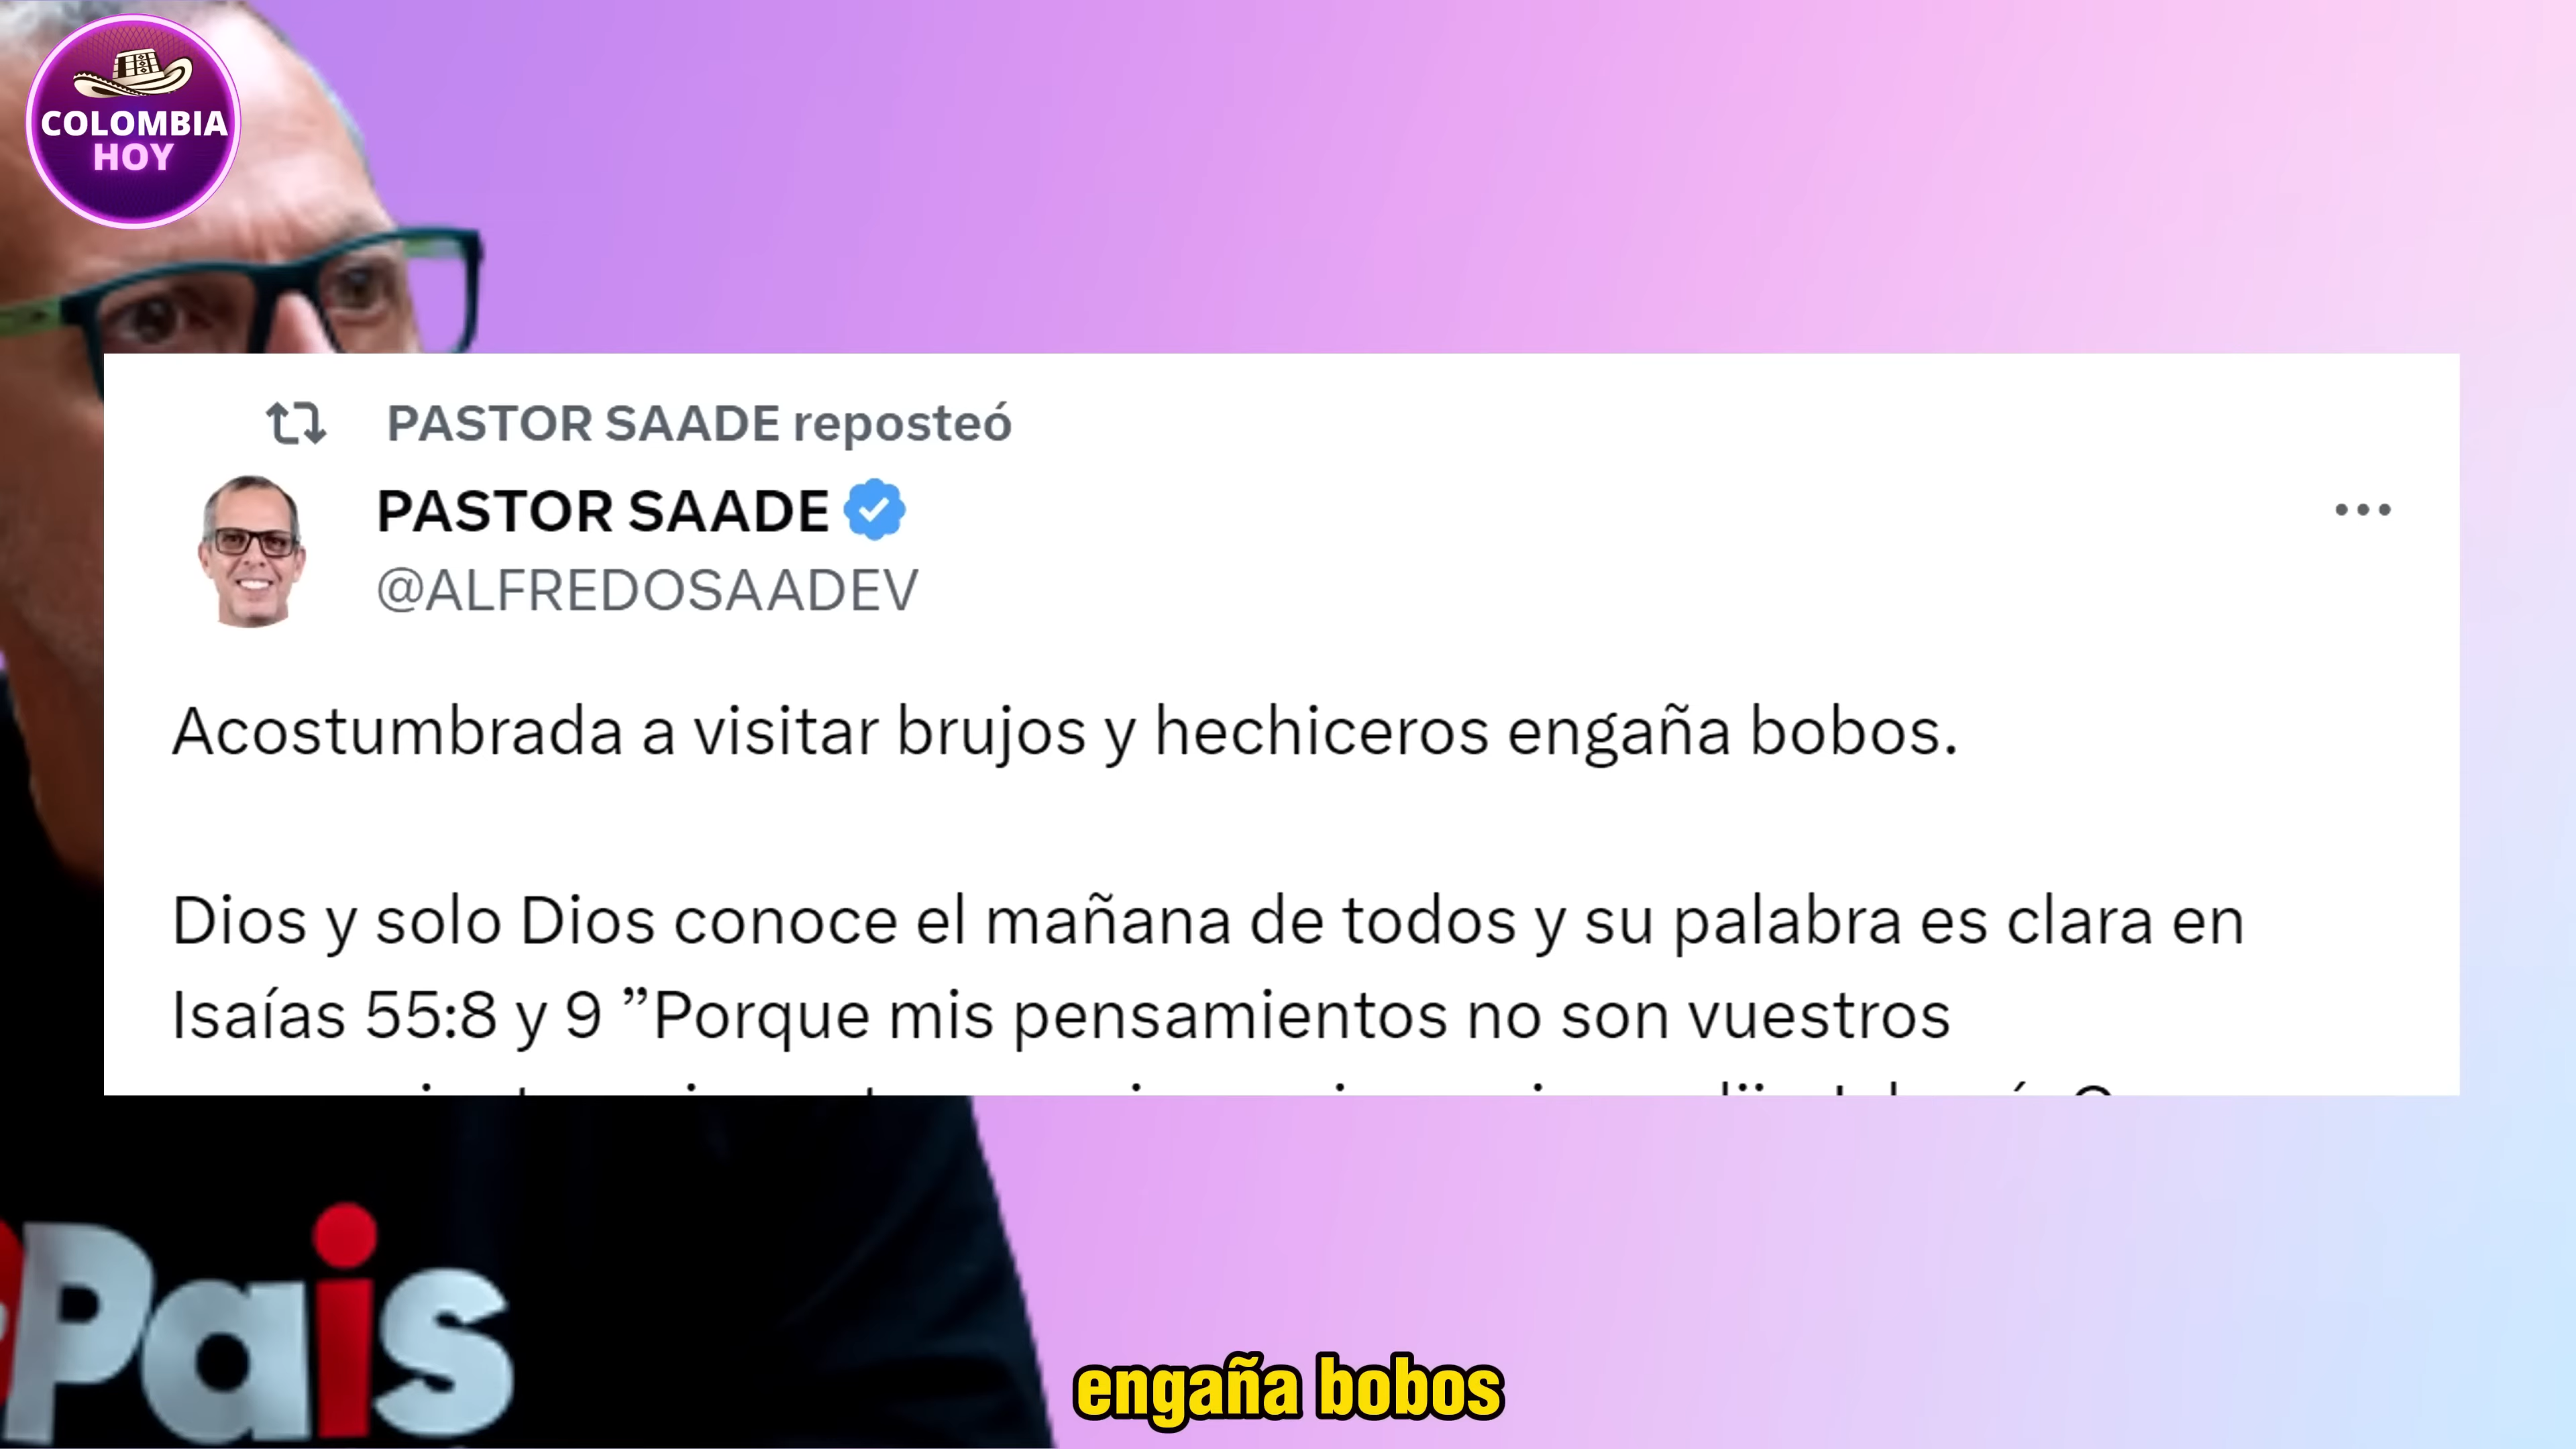 COLOMBIA
HOY
PASTOR SAADE reposteó
PASTOR SAADE
@ALFREDOSAADEV
Acostumbrada a visitar brujos y hechiceros engaña bobos.
Dios y solo Dios conoce el mañana de todos y su palabra es clara en
Isaías 55:8 y 9 ”Porque mis pensamientos no son vuestros
Pais
engaña bobos